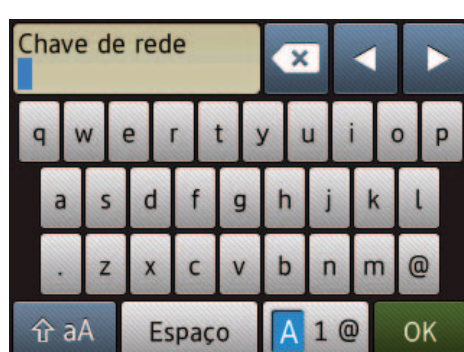 Chave de rede
q w e r t y u i o p
a s d f g h j k l
. z x c v b n m @
aA Espaço A 1 @ OK